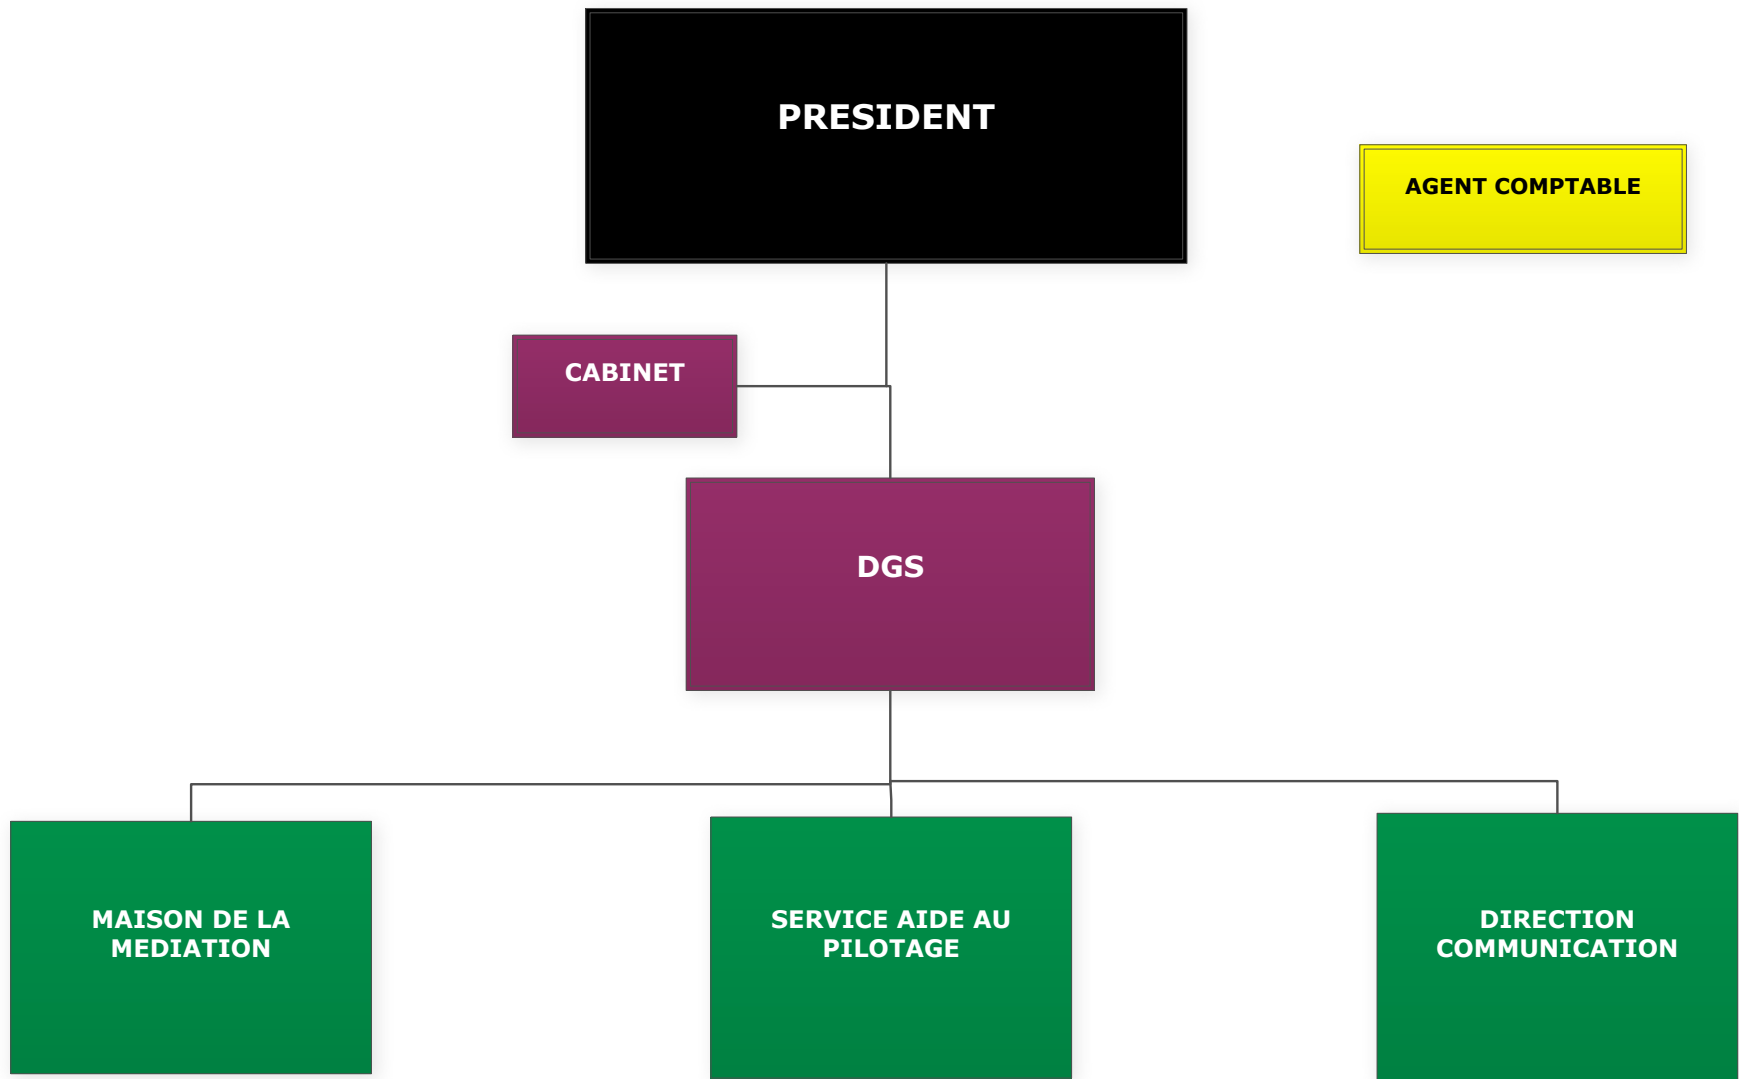 PRESIDENT
AGENT COMPTABLE
CABINET
DGS
MAISON DE LA
MEDIATION
SERVICE AIDE AU
PILOTAGE
DIRECTION
COMMUNICATION